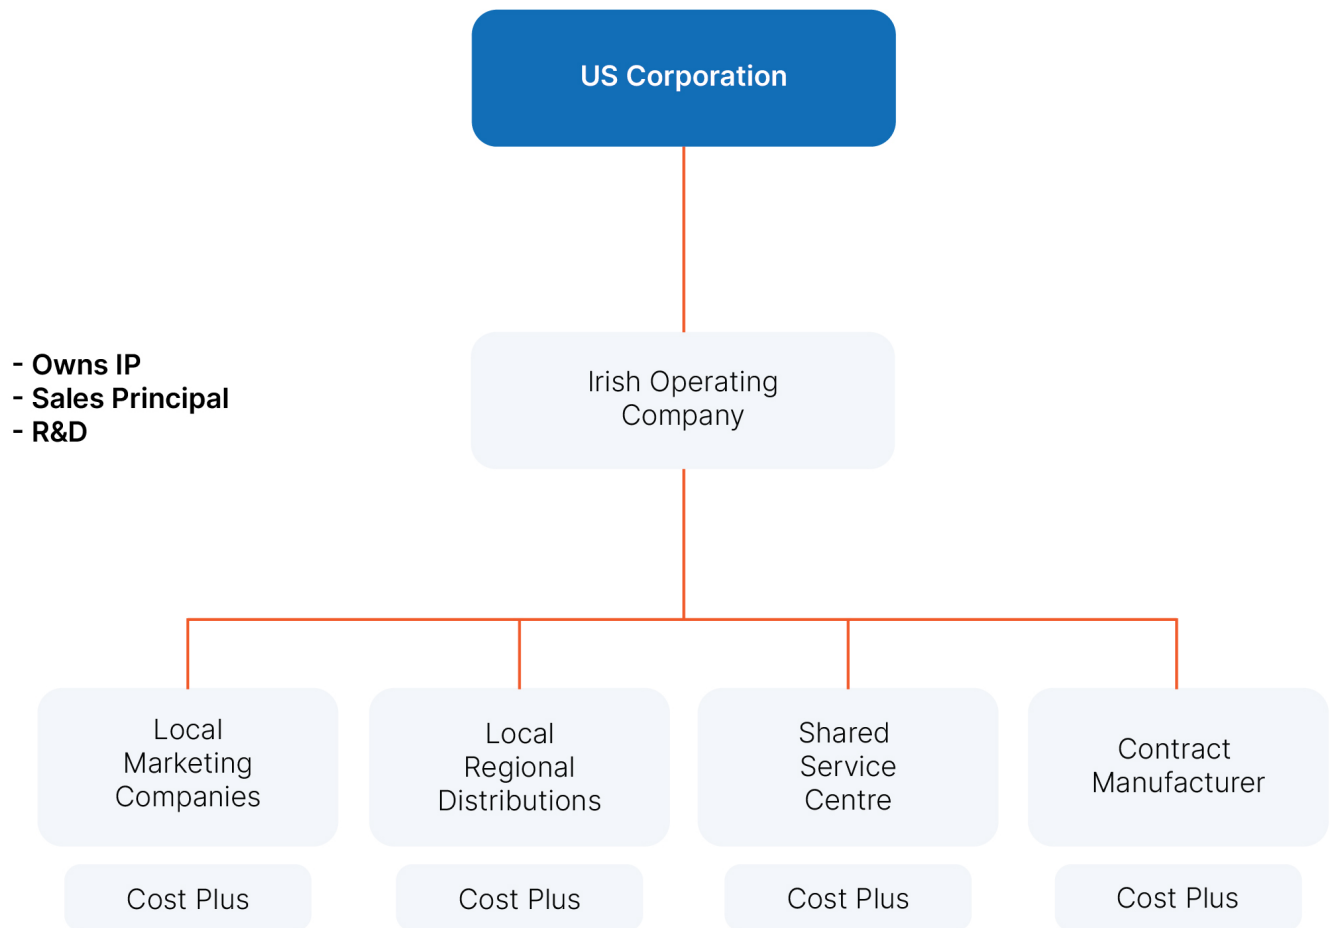 US Corporation
- Owns IP
- Sales Principal
- R&D
Irish Operating
Company
Local
Marketing
Companies
Local
Regional
Distributions
Shared
Service
Centre
Contract
Manufacturer
Cost Plus
Cost Plus
Cost Plus
Cost Plus